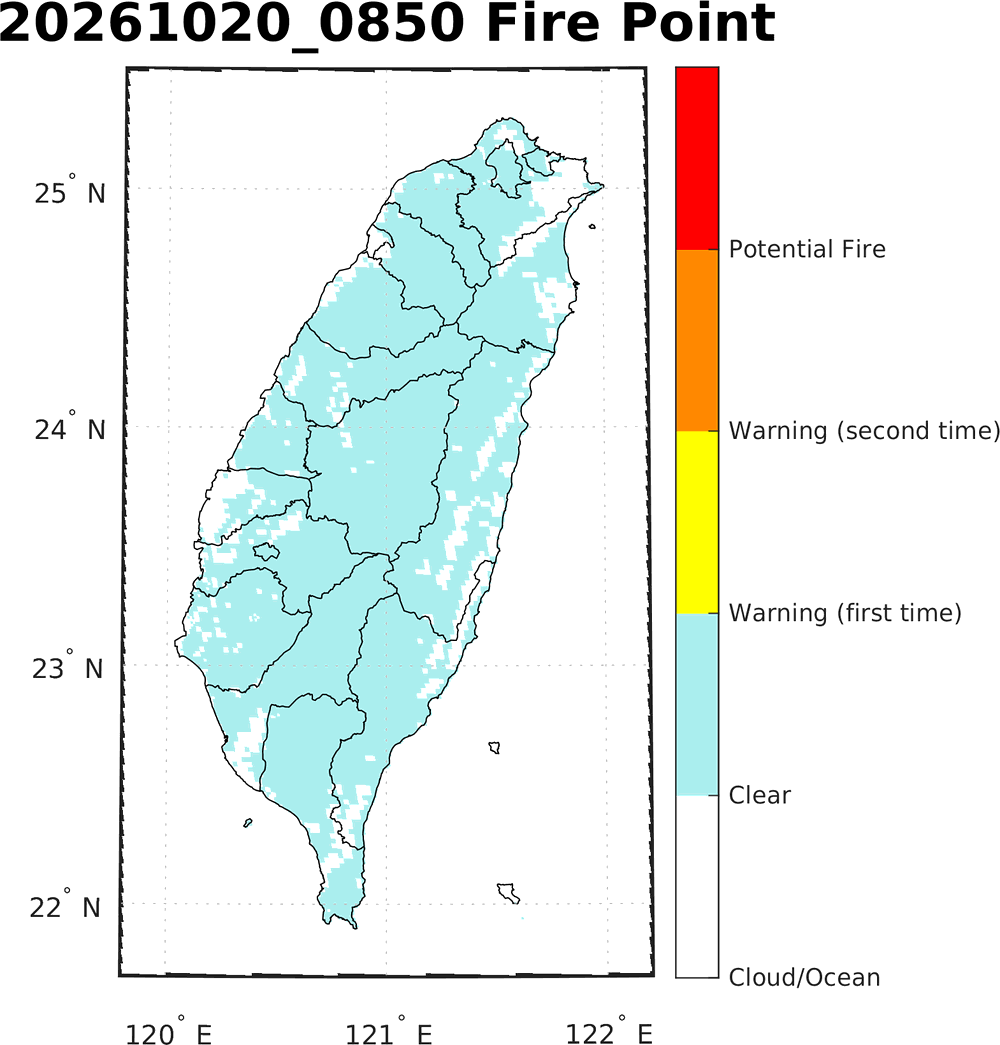 20261020_0850 Fire Point
25° N
24° N
23° N
22° N
120° E
121° E
122° E
Potential Fire
Warning (second time)
Warning (first time)
Clear
Cloud/Ocean